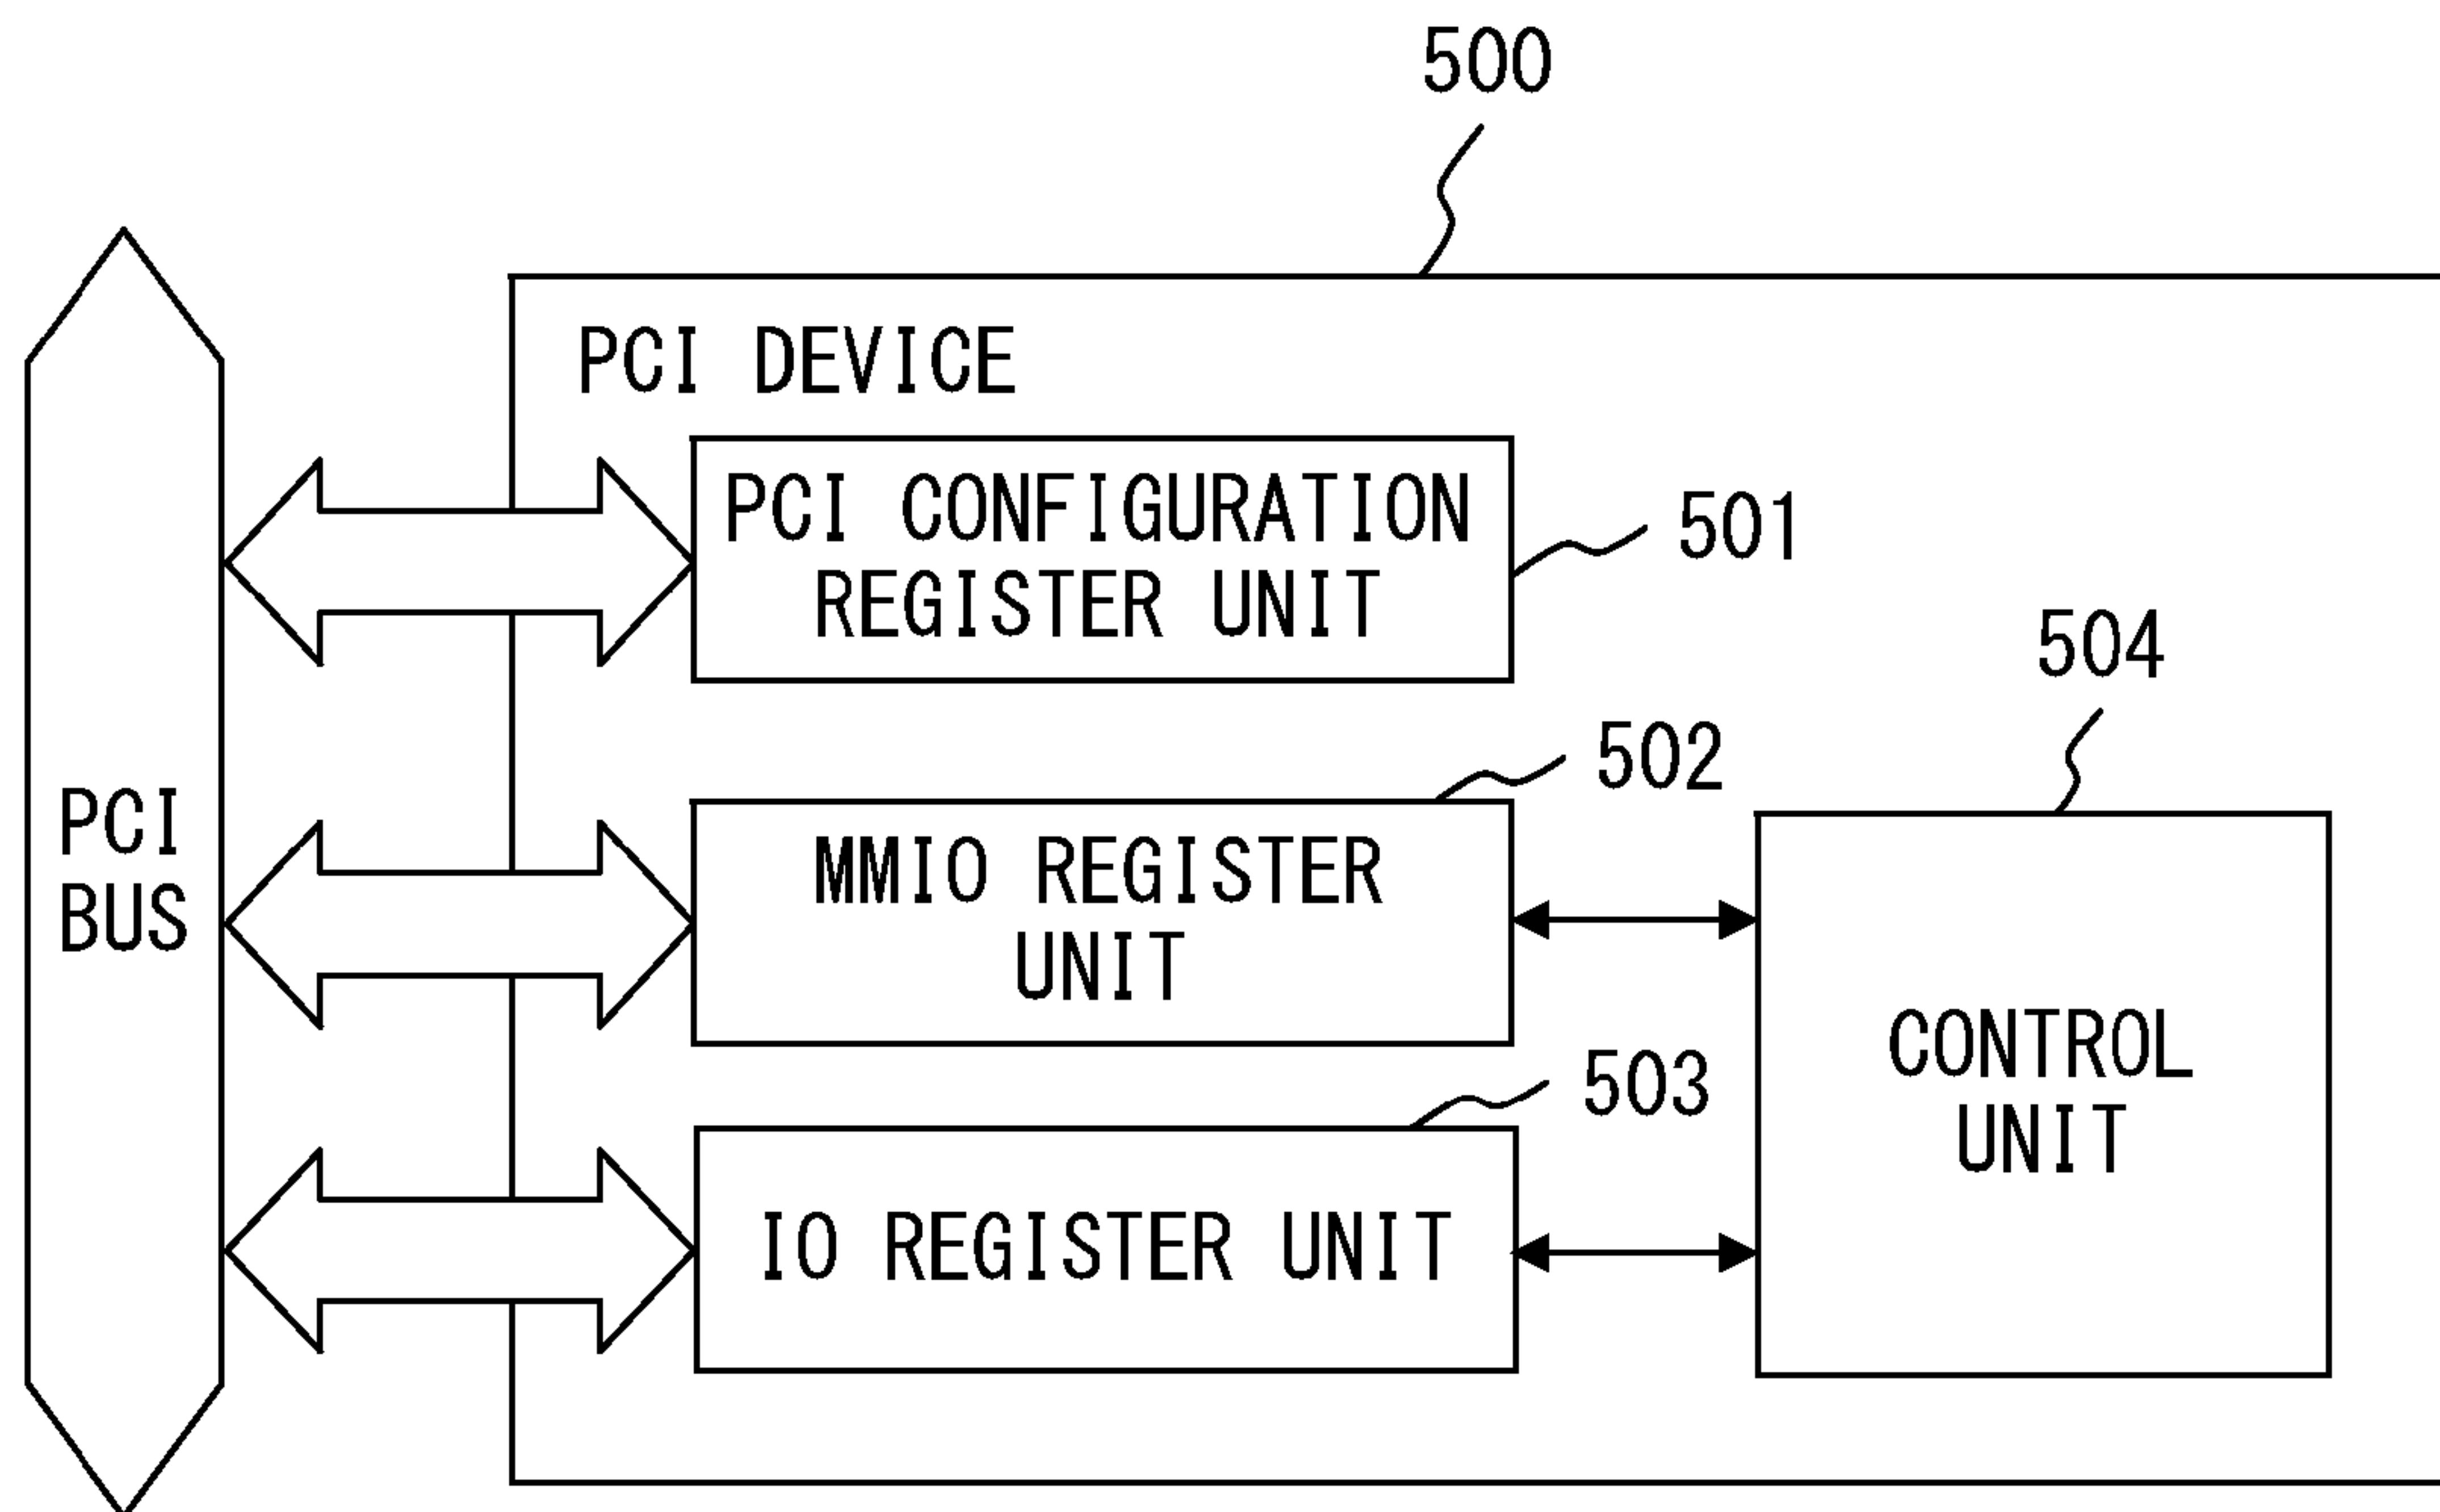 500
PCI DEVICE
PCI CONFIGURATION
REGISTER UNIT
501
504
502
PCI
BUS
MMIO REGISTER
UNIT
CONTROL
UNIT
503
IO REGISTER UNIT